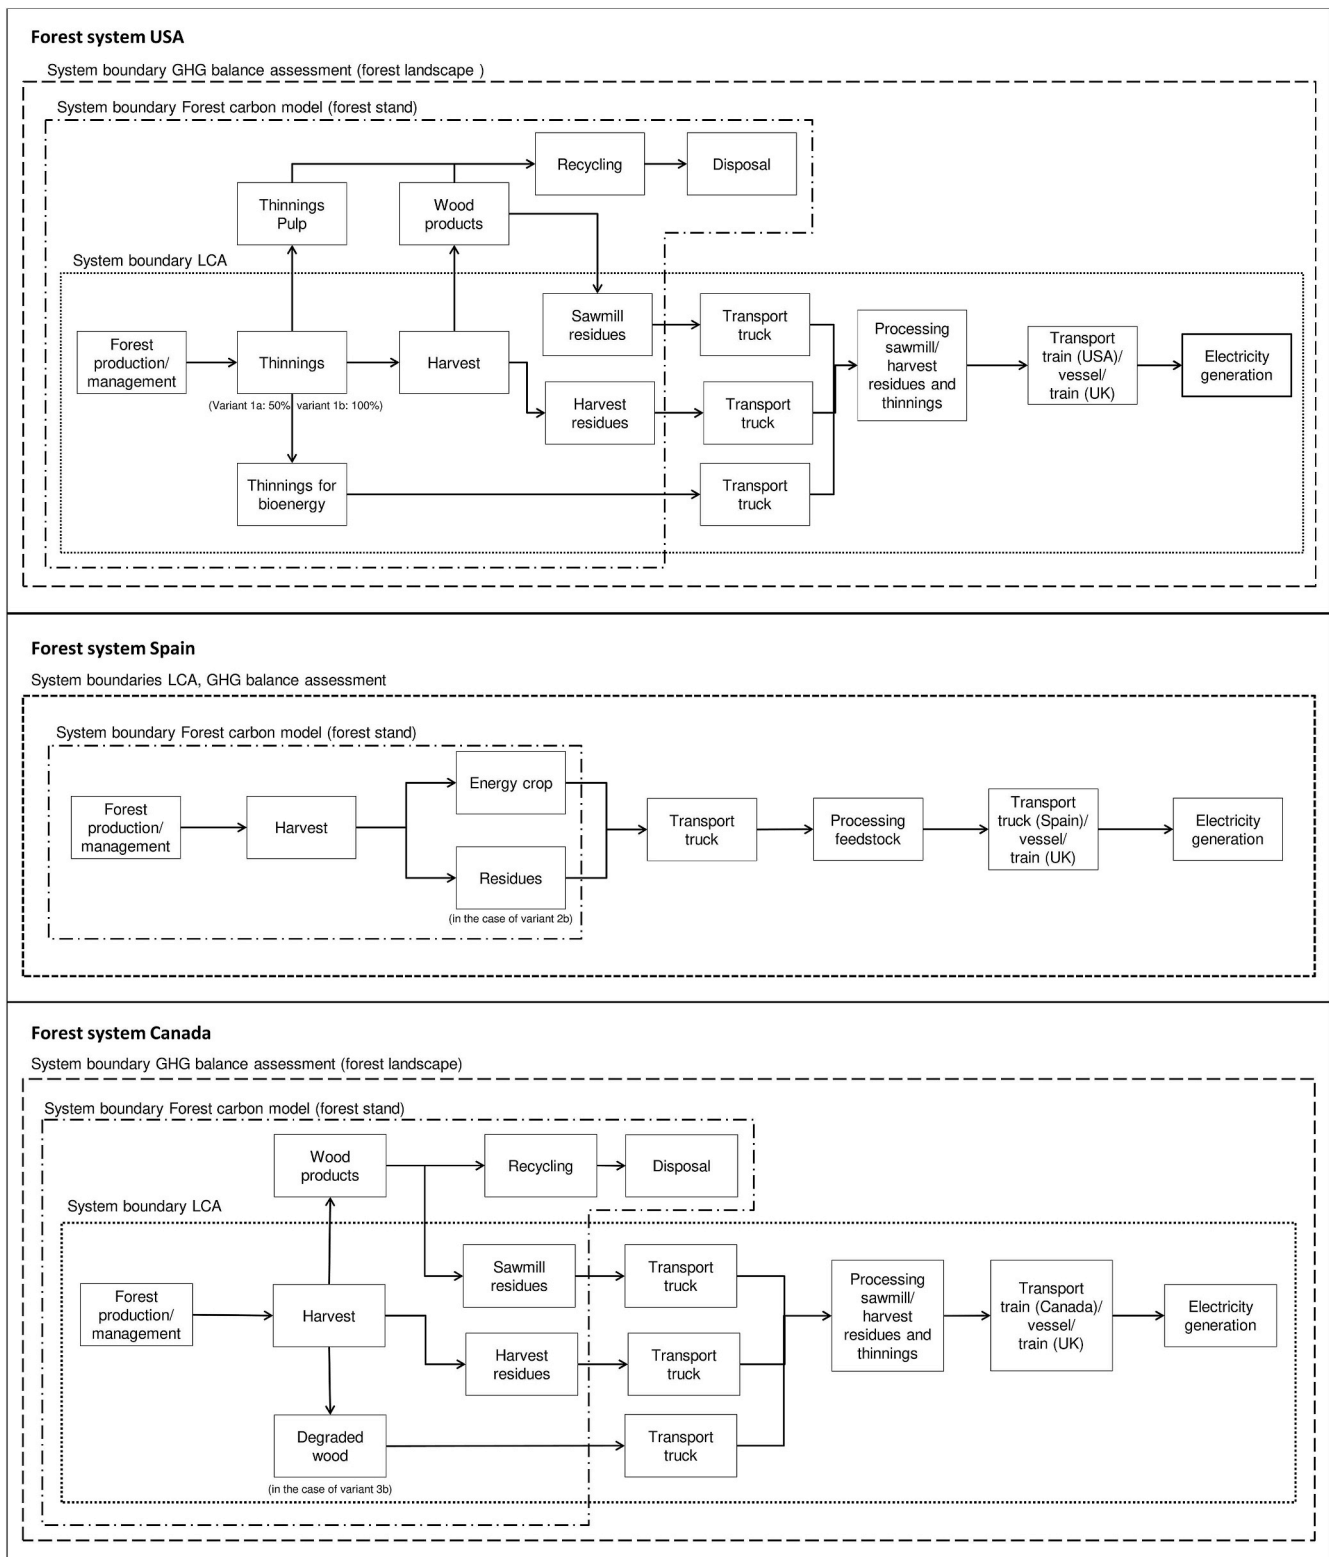 Forest system USA
System boundary GHG balance assessment (forest landscape )
System boundary Forest carbon model (forest stand)
Recycling
Disposal
Thinnings
Pulp
Wood
products
System boundary LCA
Sawmill
residues
Transport
truck
Forest
production/
management
Thinnings
(Variant 1a: 50%, variant 1b: 100%)
Harvest
Harvest
residues
Transport
truck
Processing
sawmill/
harvest
residues and
thinnings
Transport
train (USA)/
vessel/
train (UK)
Electricity
generation
Thinnings for
bioenergy
Transport
truck
Forest system Spain
System boundaries LCA, GHG balance assessment
System boundary Forest carbon model (forest stand)
Forest
production/
management
Harvest
Energy crop
Residues
(in the case of variant 2b)
Transport
truck
Processing
feedstock
Transport
truck (Spain)/
vessel/
train (UK)
Electricity
generation
Forest system Canada
System boundary GHG balance assessment (forest landscape)
System boundary Forest carbon model (forest stand)
Wood
products
Recycling
Disposal
System boundary LCA
Sawmill
residues
Transport
truck
Forest
production/
management
Harvest
Harvest
residues
Transport
truck
Processing
sawmill/
harvest
residues and
thinnings
Transport
train (Canada)/
vessel/
train (UK)
Electricity
generation
Degraded
wood
(in the case of variant 3b)
Transport
truck